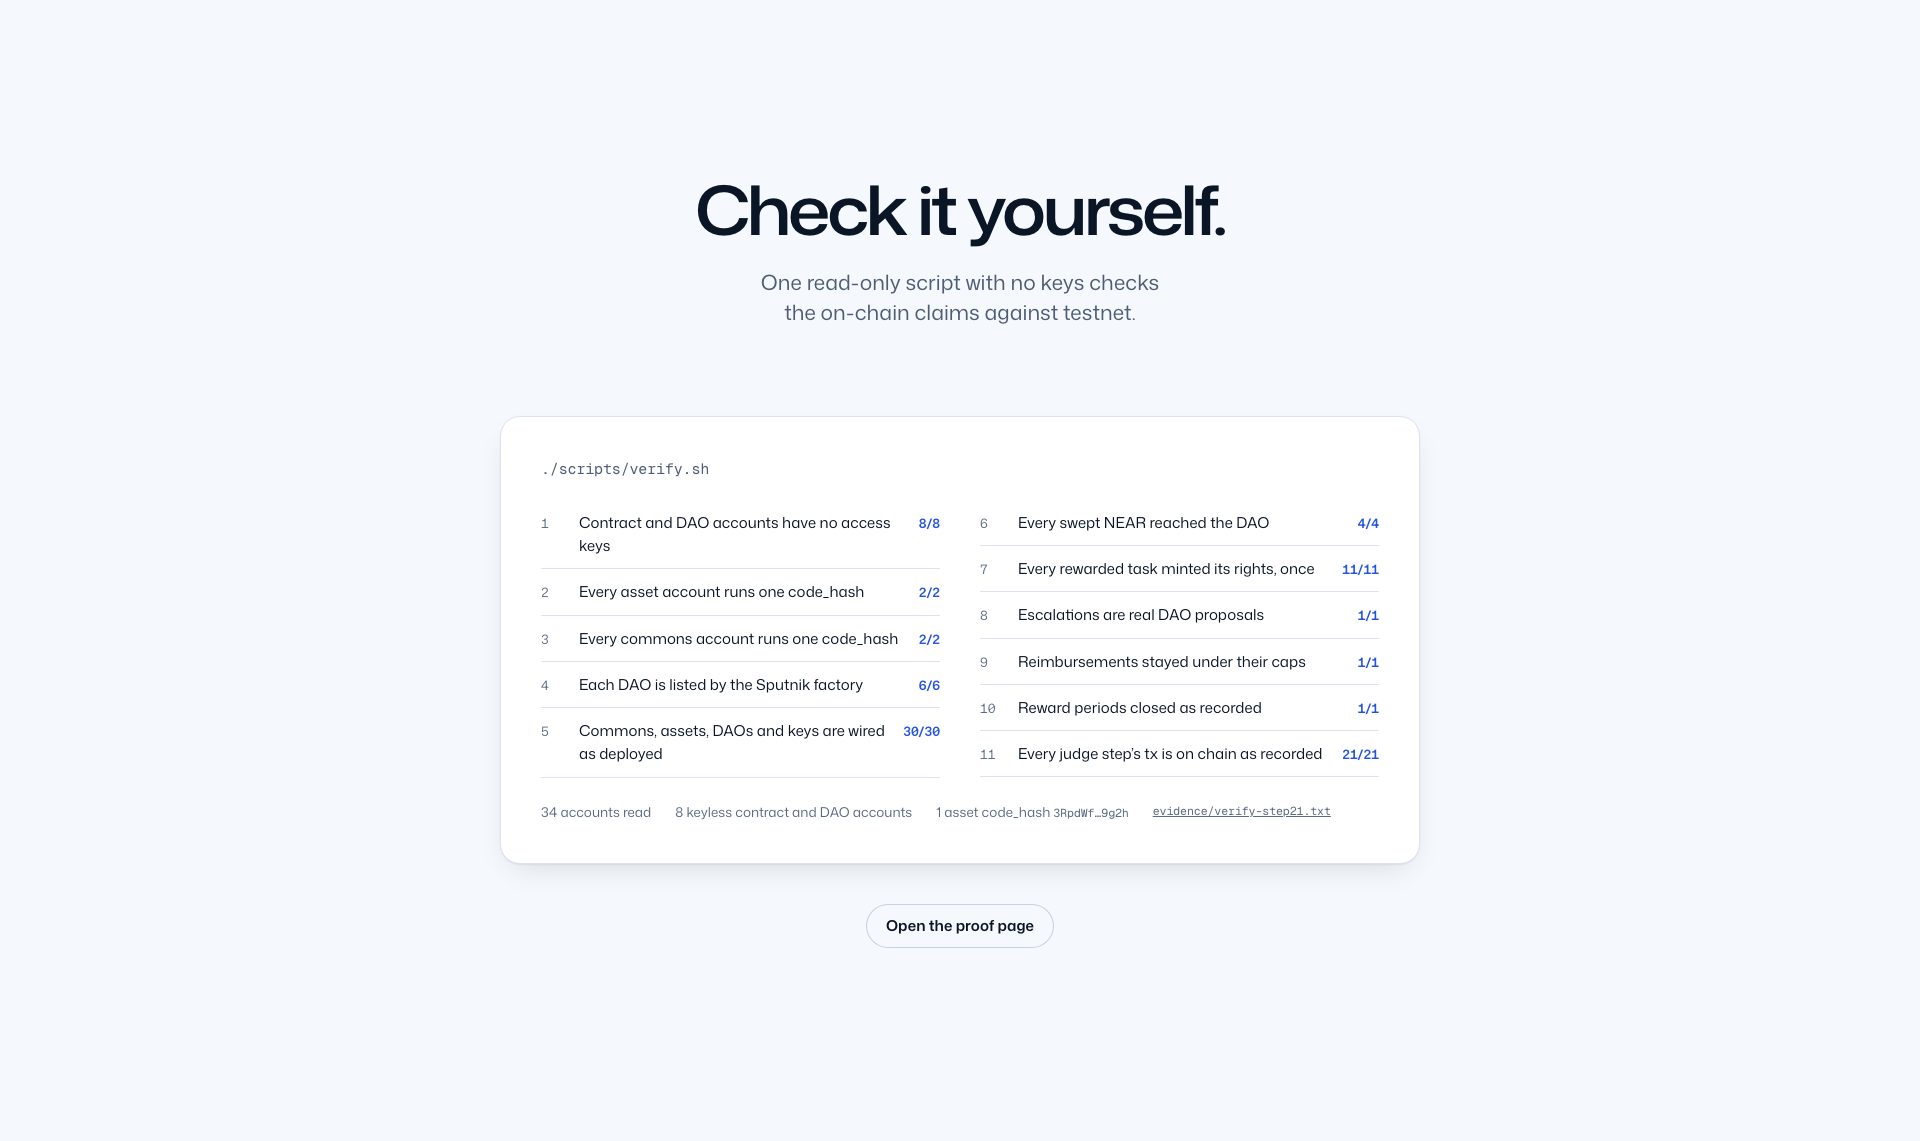 Check it yourself.
One read-only script with no keys checks
the on-chain claims against testnet.
./scripts/verify.sh
1 Contract and DAO accounts have no access 8/8
keys
2 Every asset account runs one code_hash 2/2
3 Every commons account runs one code_hash 2/2
4 Each DAO is listed by the Sputnik factory 6/6
5 Commons, assets, DAOs and keys are wired 30/30
as deployed
6 Every swept NEAR reached the DAO 4/4
7 Every rewarded task minted its rights, once 11/11
8 Escalations are real DAO proposals 1/1
9 Reimbursements stayed under their caps 1/1
10 Reward periods closed as recorded 1/1
11 Every judge step’s tx is on chain as recorded 21/21
34 accounts read 8 keyless contract and DAO accounts 1 asset code_hash 3RpdWf…9g2h evidence/verify-step21.txt
Open the proof page